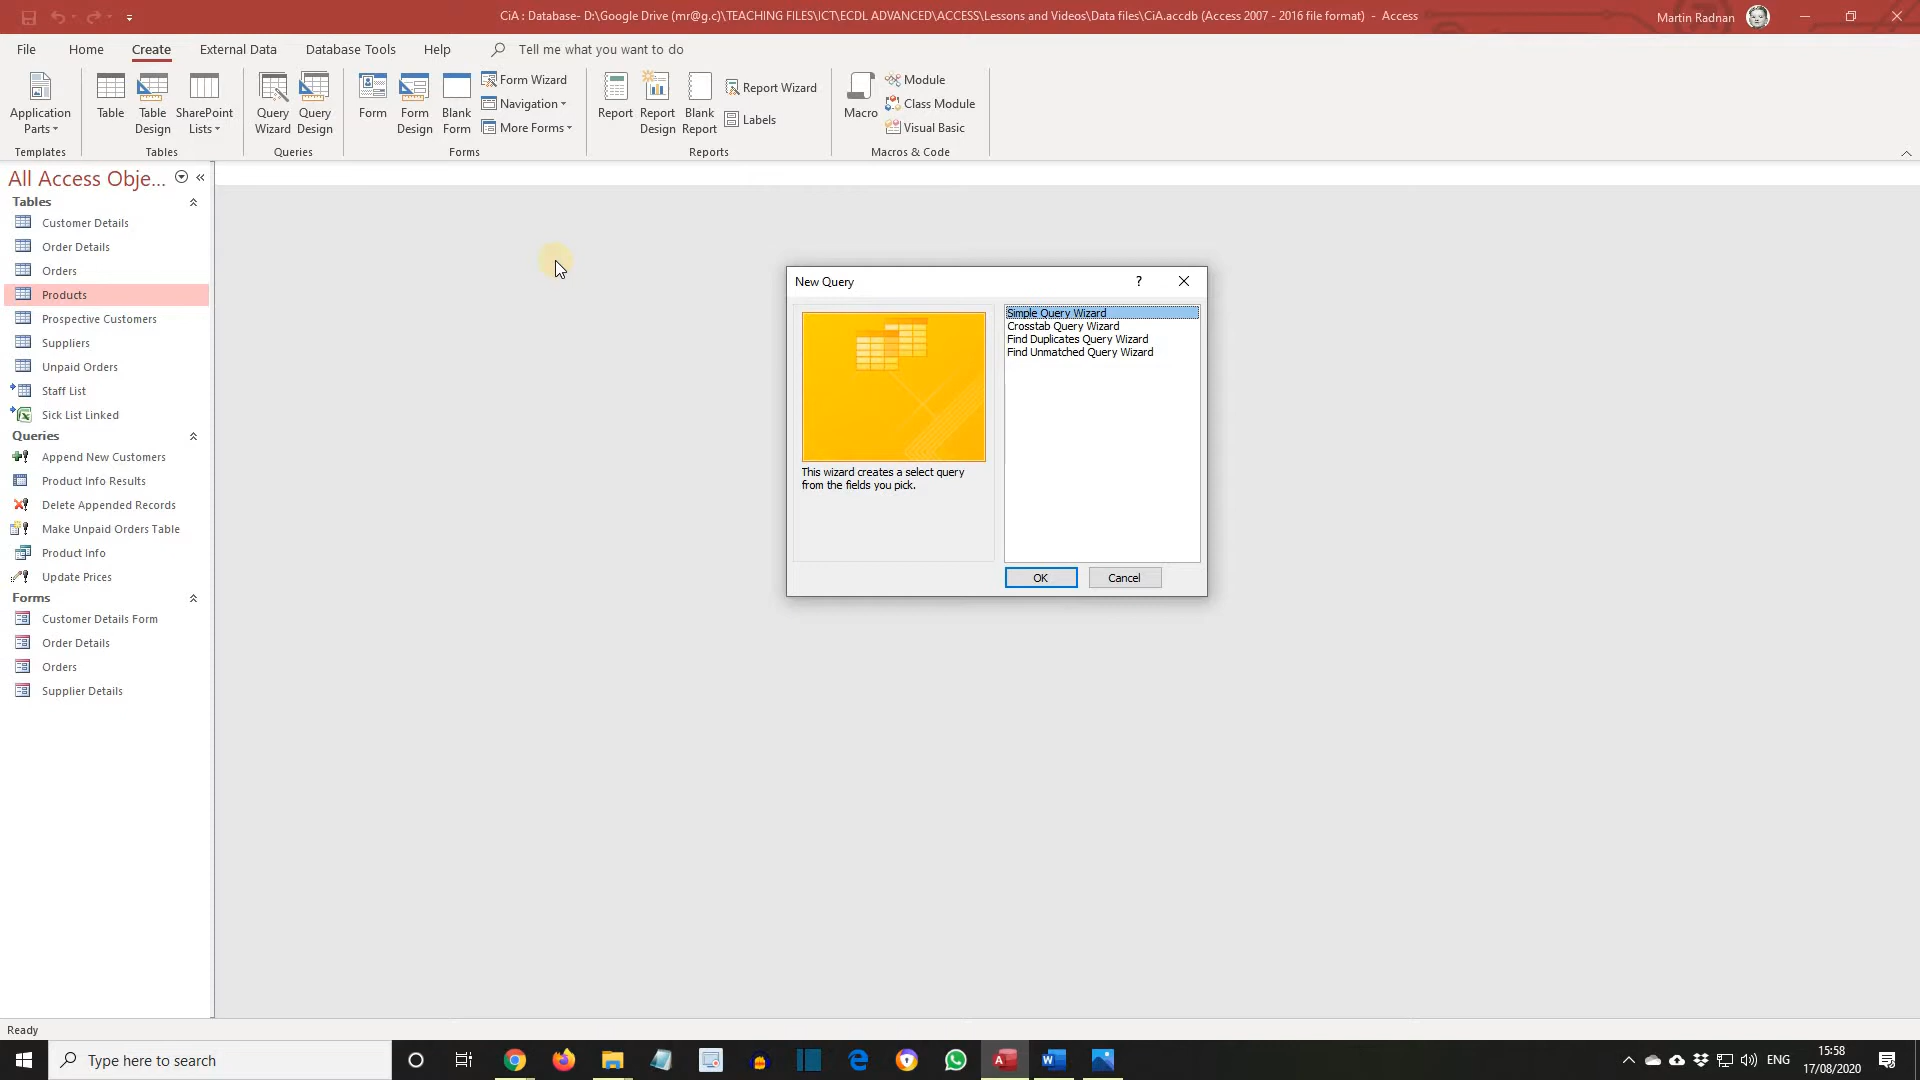 CiA : Database- D:\Google Drive (mr@g.c)\TEACHING FILES\ICT\ECDL ADVANCED\ACCESS\Lessons and Videos\Data files\CiA.accdb (Access 2007 - 2016 file format) - Access
Martin Radnan
File Home Create External Data Database Tools Help Tell me what you want to do
Application Parts
Table
Table Design
SharePoint Lists
Query Wizard
Query Design
Form
Form Design
Blank Form
Form Wizard
Navigation
More Forms
Report
Report Design
Blank Report
Report Wizard
Labels
Macro
Module
Class Module
Visual Basic
Templates Tables Queries Forms Reports Macros & Code
All Access Obje...
Tables
Customer Details
Order Details
Orders
Products
Prospective Customers
Suppliers
Unpaid Orders
Staff List
Sick List Linked
Queries
Append New Customers
Product Info Results
Delete Appended Records
Make Unpaid Orders Table
Product Info
Update Prices
Forms
Customer Details Form
Order Details
Orders
Supplier Details
New Query
?
Simple Query Wizard
Crosstab Query Wizard
Find Duplicates Query Wizard
Find Unmatched Query Wizard
This wizard creates a select query
from the fields you pick.
OK Cancel
Ready
Type here to search
ENG
15:58
17/08/2020